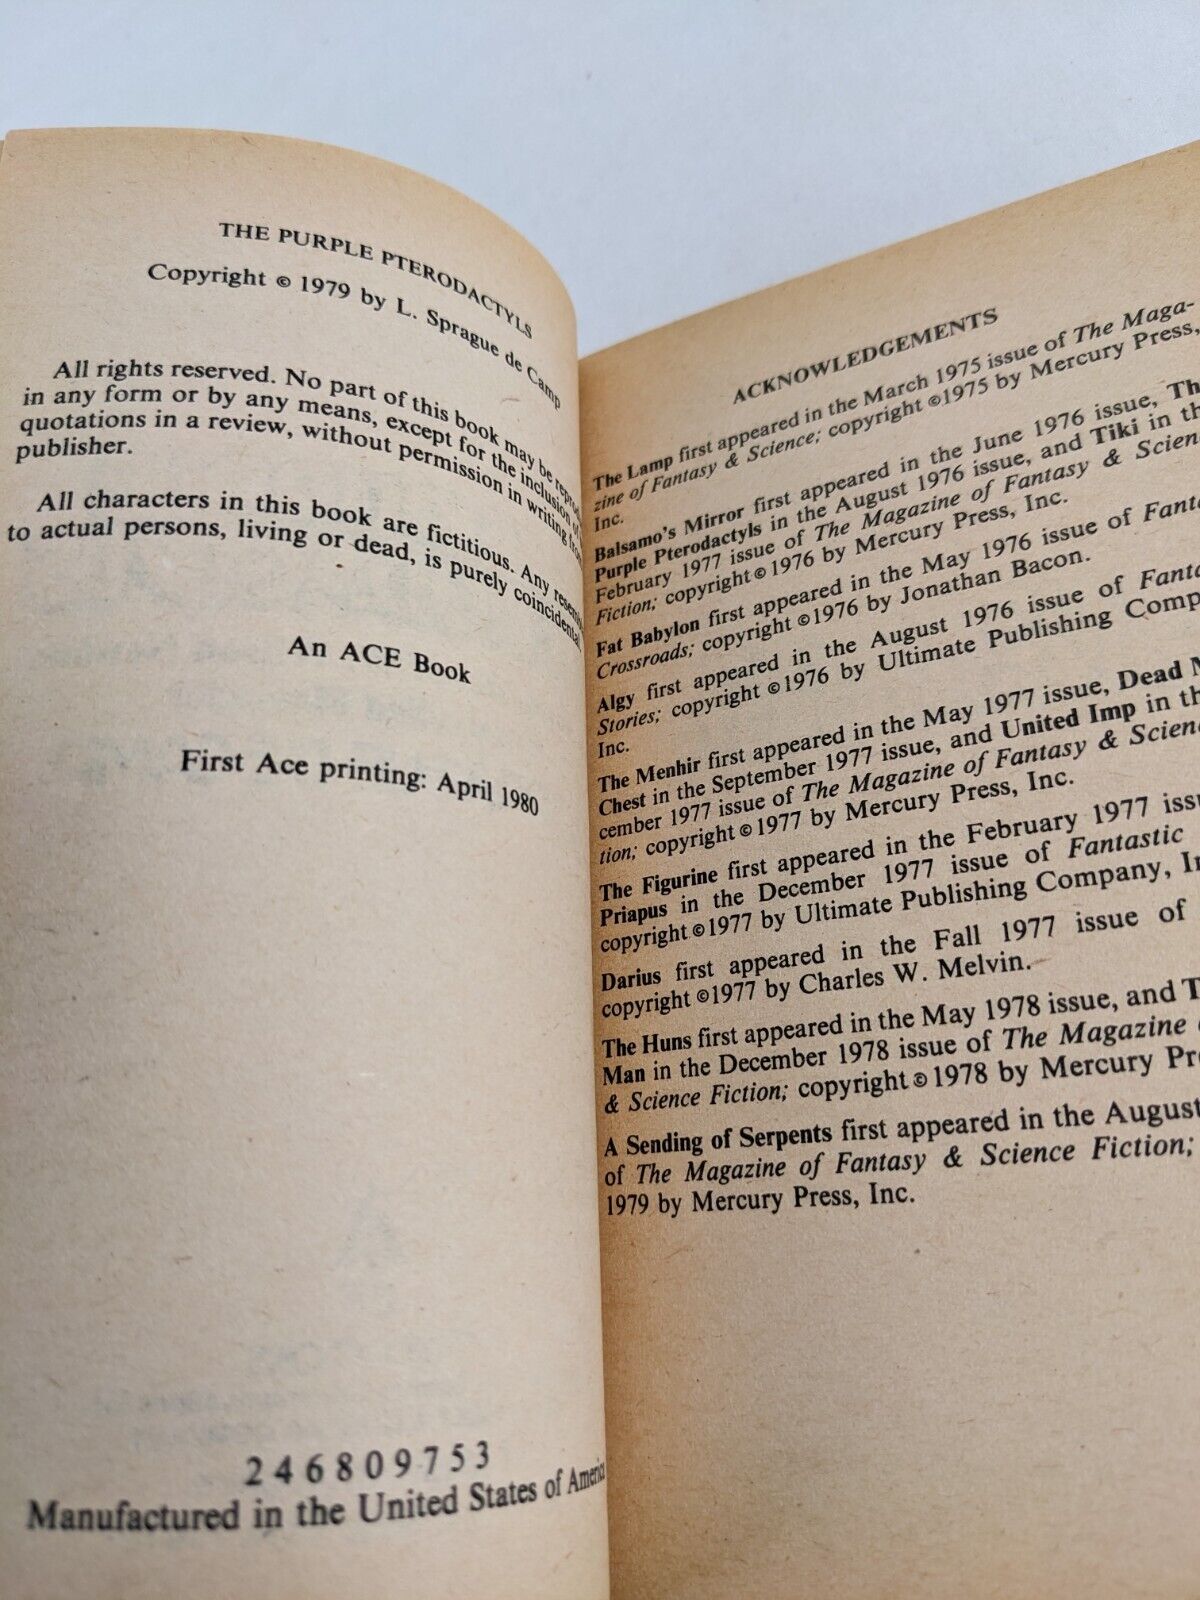 THE PURPLE PTERODACTYLS
Copyright © 1979 by L. Sprague de Camp
All rights reserved. No part of this book may be reprod
in any form or by any means, except for the inclusion of
quotations in a review, without permission in writing from
publisher.
All characters in this book are fictitious. Any resembl
to actual persons, living or dead, is purely coincidental.
An ACE Book
First Ace printing: April 1980
2 4 6 8 0 9 7 5 3
Manufactured in the United States of America
ACKNOWLEDGEMENTS
The Lamp first appeared in the March 1975 issue of The Maga-
zine of Fantasy & Science; copyright ©1975 by Mercury Press,
Inc.
Balsamo's Mirror first appeared in the June 1976 issue, Th
Purple Pterodactyls in the August 1976 issue, and Tiki in th
February 1977 issue of The Magazine of Fantasy & Scienc
Fiction; copyright ©1976 by Mercury Press, Inc.
Fat Babylon first appeared in the May 1976 issue of Fanta
Crossroads; copyright ©1976 by Jonathan Bacon.
Algy first appeared in the August 1976 issue of Fanta
Stories; copyright ©1976 by Ultimate Publishing Comp
Inc.
The Menhir first appeared in the May 1977 issue, Dead M
Chest in the September 1977 issue, and United Imp in th
cember 1977 issue of The Magazine of Fantasy & Scien
tion; copyright ©1977 by Mercury Press, Inc.
The Figurine first appeared in the February 1977 issu
Priapus in the December 1977 issue of Fantastic
copyright ©1977 by Ultimate Publishing Company, In
Darius first appeared in the Fall 1977 issue of
copyright ©1977 by Charles W. Melvin.
The Huns first appeared in the May 1978 issue, and T
Man in the December 1978 issue of The Magazine
& Science Fiction; copyright ©1978 by Mercury Pre
A Sending of Serpents first appeared in the August
of The Magazine of Fantasy & Science Fiction;
1979 by Mercury Press, Inc.